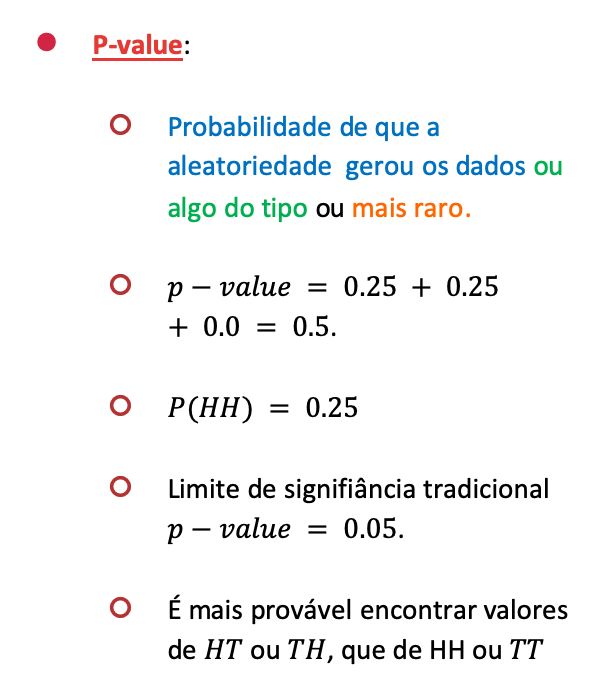 P-value:
Probabilidade de que a
aleatoriedade gerou os dados ou
algo do tipo ou mais raro.
p − value = 0.25 + 0.25
+ 0.0 = 0.5.
P(HH) = 0.25
Limite de signifiância tradicional
p − value = 0.05.
É mais provável encontrar valores
de HT ou TH, que de HH ou TT